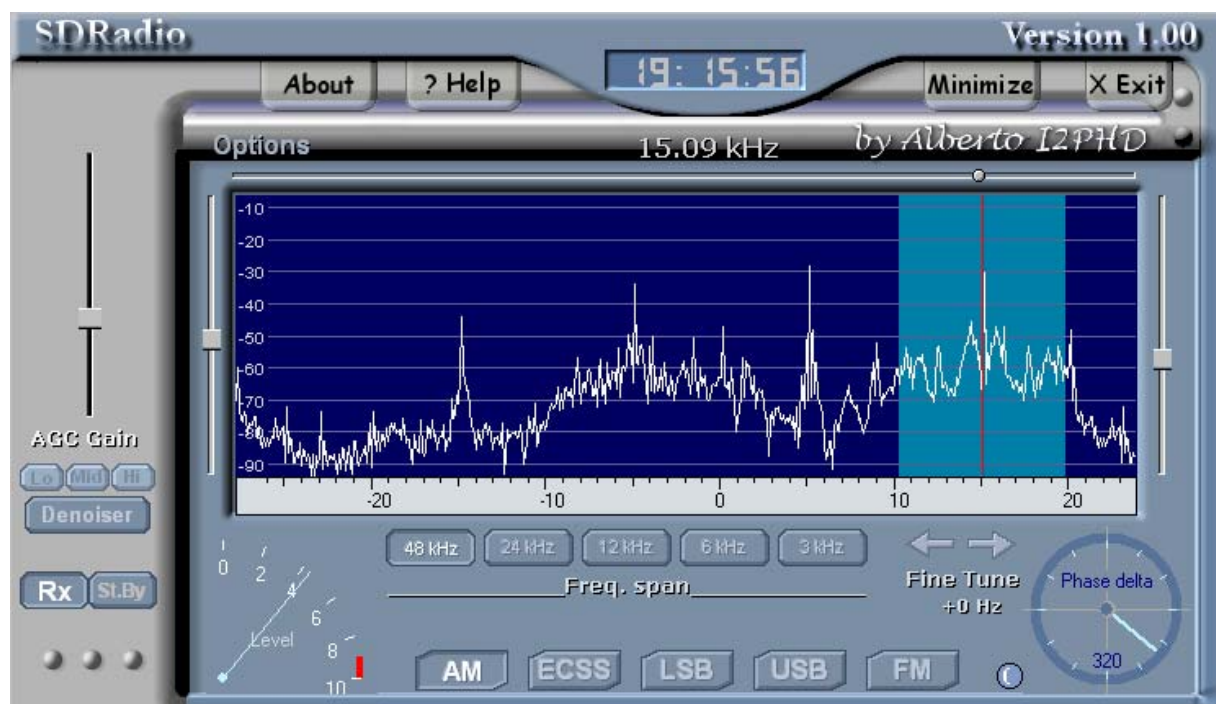 SDRadio
Version 1.00
About
? Help
19:15:56
Minimize
X Exit
Options
15.09 kHz
by Alberto I2PHD
-10
-20
-30
-40
-50
-60
-70
-80
-90
-20 -10 0 10 20
AGC Gain
Lo Mid Hi
Denoiser
Rx St.By
48 kHz 24 kHz 12 kHz 6 kHz 3 kHz
Freq. span
Fine Tune
+0 Hz
Phase delta
320
0 2 4 6 8 10
Level
AM ECSS LSB USB FM
C